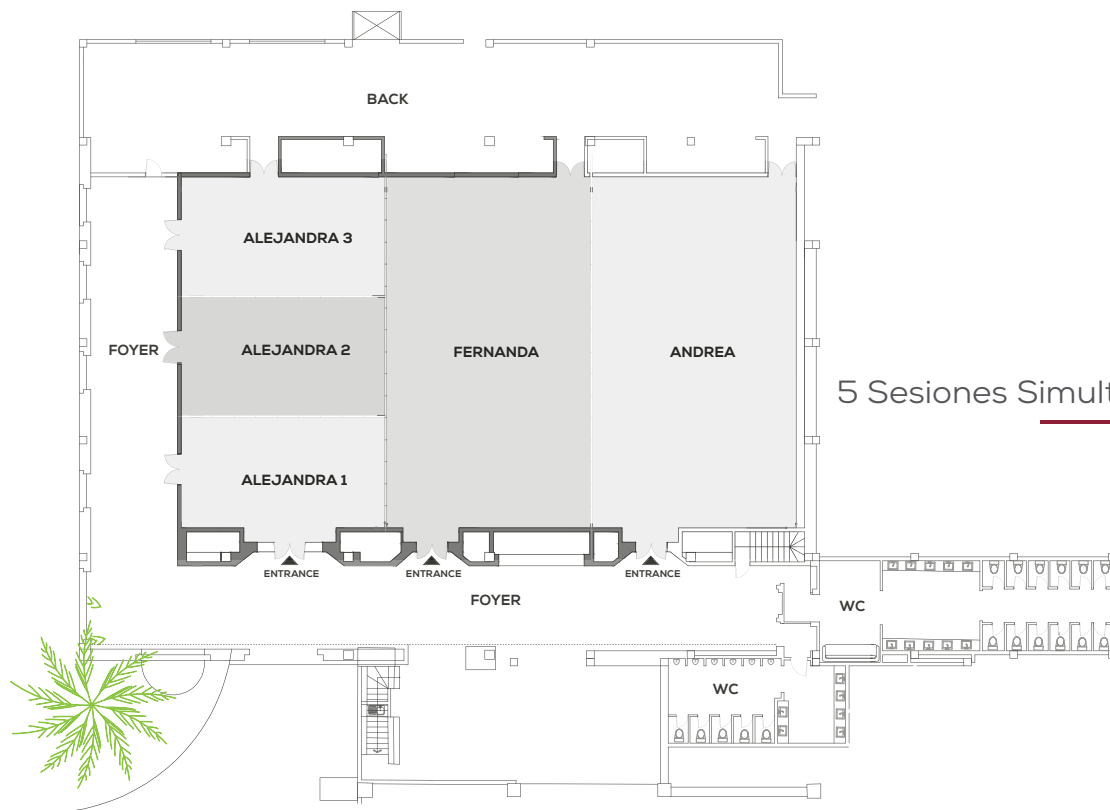 BACK
ALEJANDRA 3
FOYER
ALEJANDRA 2
FERNANDA
ANDREA
5 Sesiones Simult
ALEJANDRA 1
ENTRANCE
ENTRANCE
ENTRANCE
FOYER
WC
WC